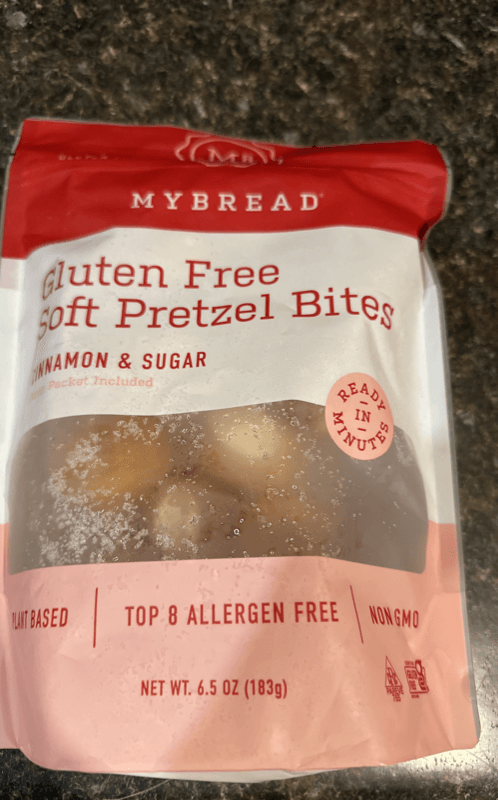 MB
MYBREAD
Gluten Free
Soft Pretzel Bites
CINNAMON & SUGAR
Packet Included
READY
IN
MINUTES
PLANT BASED
TOP 8 ALLERGEN FREE
NON GMO
NET WT. 6.5 OZ (183g)